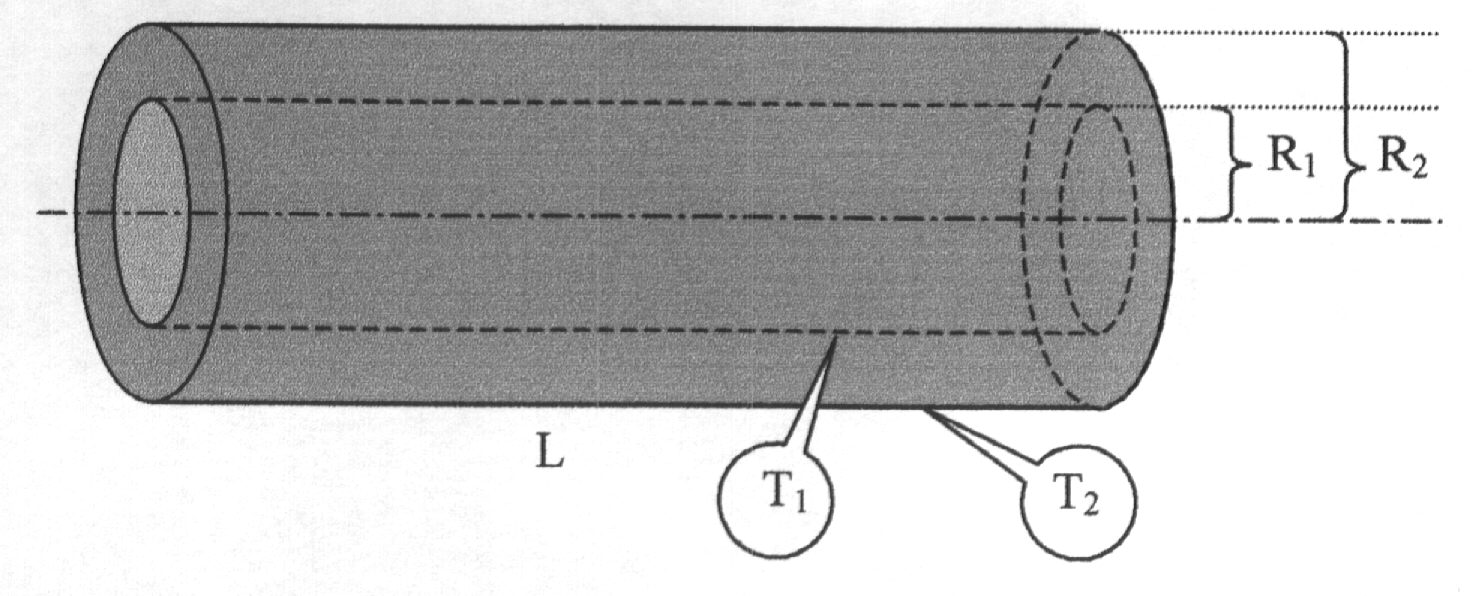 R₁
R₂
L
T₁
T₂